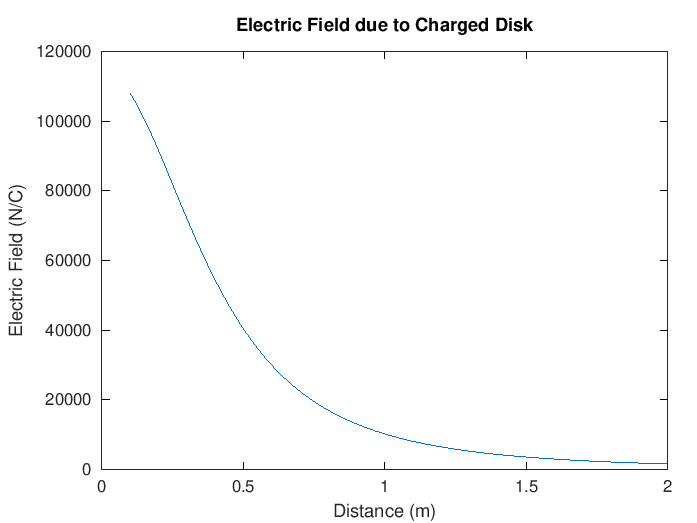 Electric Field due to Charged Disk
120000
100000
80000
60000
40000
20000
0
Electric Field (N/C)
0 0.5 1 1.5 2
Distance (m)